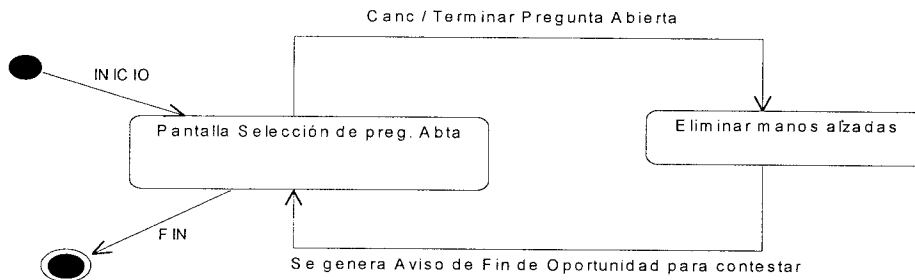 Canc / Terminar Pregunta Abierta
INICIO
Pantalla Selección de preg. Abta
Eliminar manos alzadas
FIN
Se genera Aviso de Fin de Oportunidad para contestar